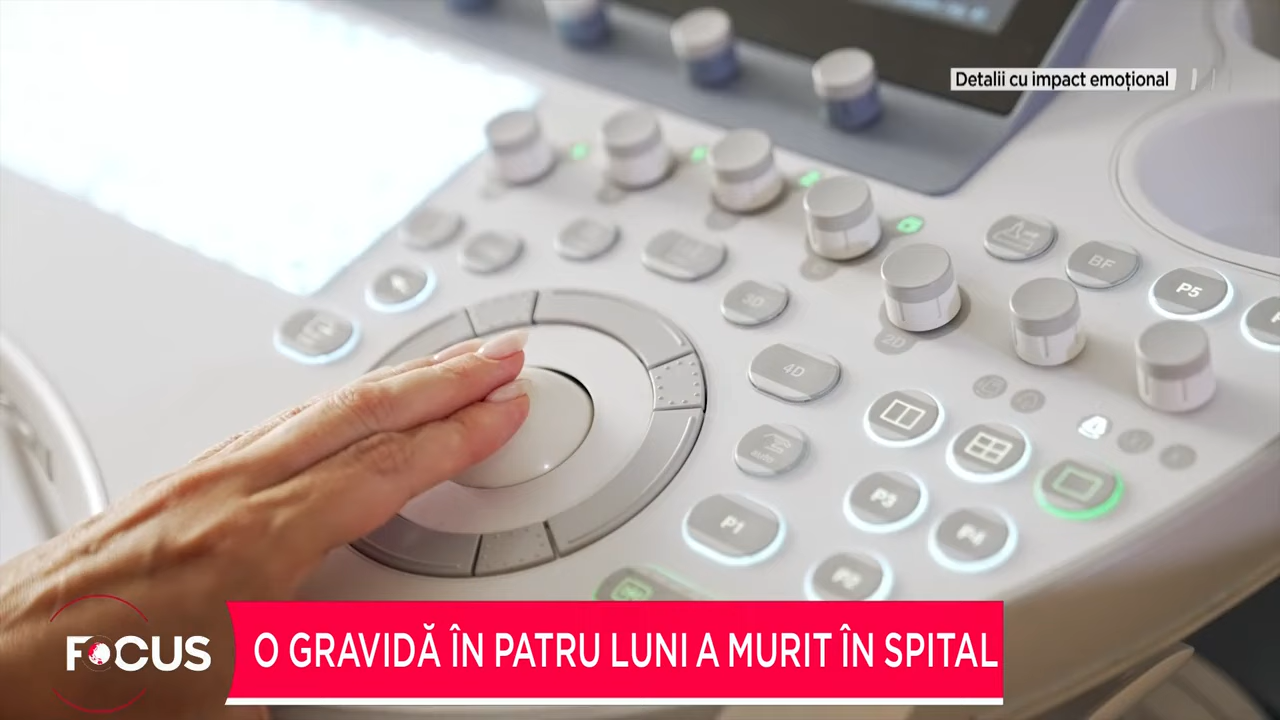 Detalii cu impact emoțional
BF
P5
3D
2D
4D
P3
P1
P4
P2
FOCUS
O GRAVIDĂ ÎN PATRU LUNI A MURIT ÎN SPITAL